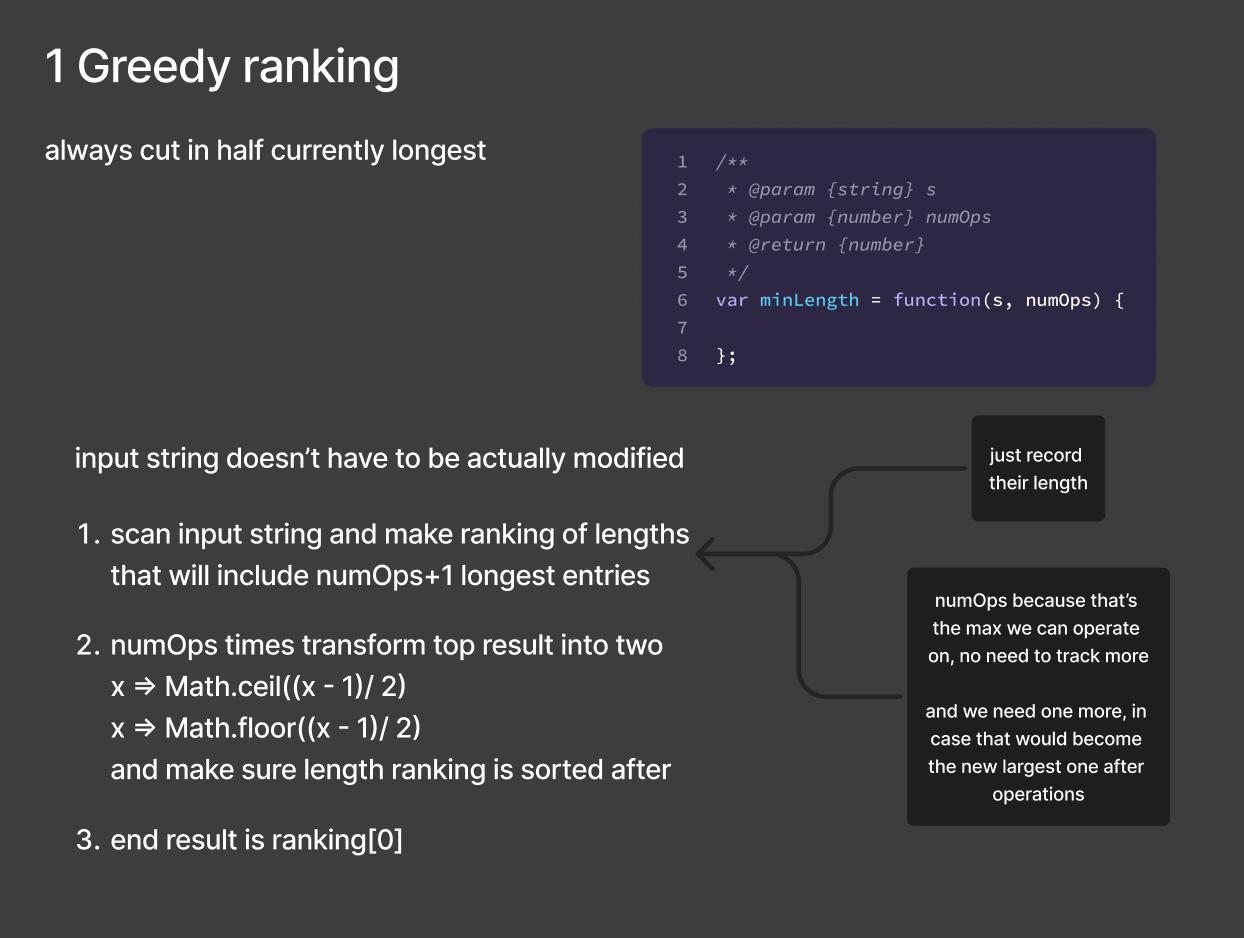 1 Greedy ranking
always cut in half currently longest
1 /**
2  * @param {string} s
3  * @param {number} numOps
4  * @return {number}
5  */
6 var minLength = function(s, numOps) {
7
8 };
input string doesn’t have to be actually modified
1. scan input string and make ranking of lengths
that will include numOps+1 longest entries
2. numOps times transform top result into two
x => Math.ceil((x - 1)/ 2)
x => Math.floor((x - 1)/ 2)
and make sure length ranking is sorted after
3. end result is ranking[0]
just record
their length
numOps because that’s
the max we can operate
on, no need to track more
and we need one more, in
case that would become
the new largest one after
operations